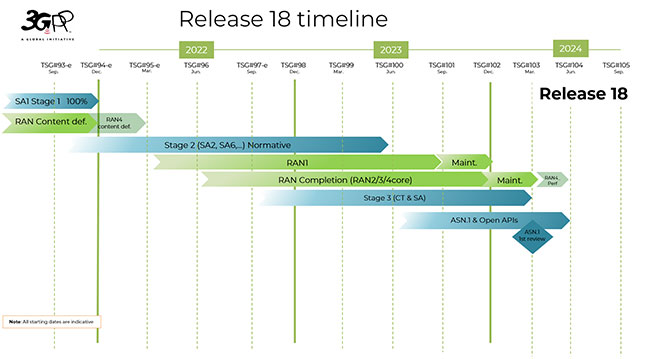 3GPP™
A GLOBAL INITIATIVE
Release 18 timeline
2022
2023
2024
TSG#93-e TSG#94-e TSG#95-e TSG#96 TSG#97-e TSG#98 TSG#99 TSG#100 TSG#101 TSG#102 TSG#103 TSG#104 TSG#105
Sep. Dec. Mar. Jun. Sep. Dec. Mar. Jun. Sep. Dec. Mar. Jun. Sep.
Release 18
SA1 Stage 1 100%
RAN Content def.
RAN4
content def.
Stage 2 (SA2, SA6,...) Normative
RAN1
Maint.
RAN Completion (RAN2/3/4core)
Maint.
RAN4
Perf
Stage 3 (CT & SA)
ASN.1 & Open APIs
ASN.1
1st review
Note: All starting dates are indicative